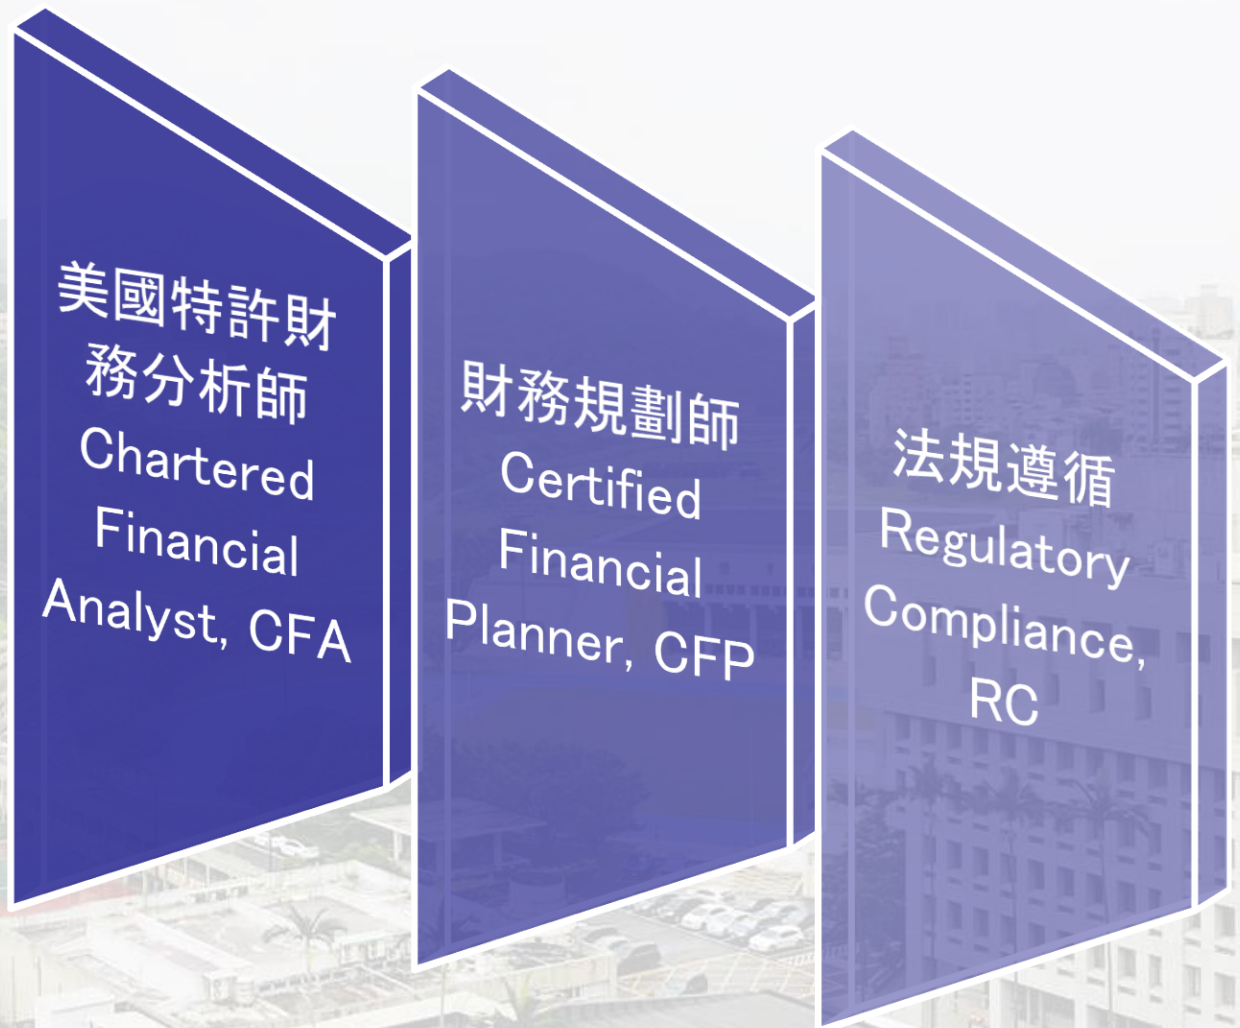 美國特許財
務分析師
Chartered
Financial
Analyst, CFA
財務規劃師
Certified
Financial
Planner, CFP
法規遵循
Regulatory
Compliance,
RC